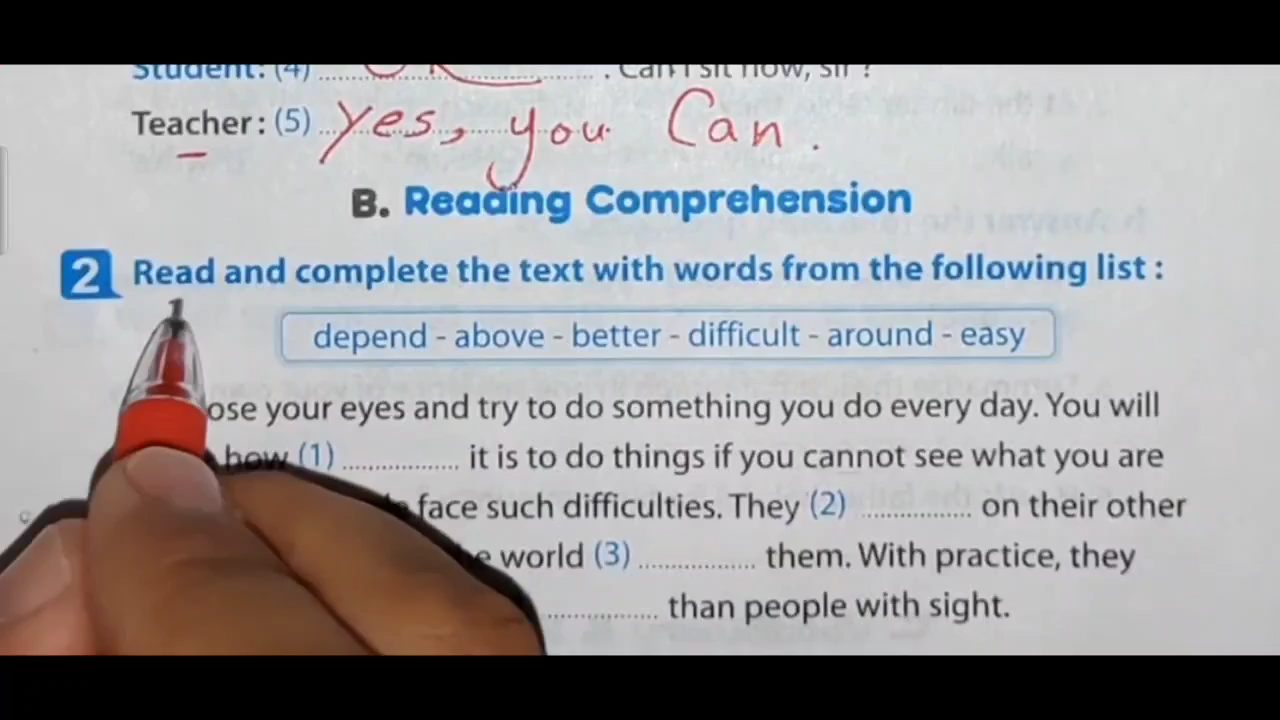 Student: (4) .................... . Can I sit now, sir ?
Teacher : (5) yes, you Can .
B. Reading Comprehension
2 Read and complete the text with words from the following list :
depend - above - better - difficult - around - easy
your eyes and try to do something you do every day. You will
how (1) .................... it is to do things if you cannot see what you are
face such difficulties. They (2) .................... on their other
world (3) .................... them. With practice, they
.................... than people with sight.